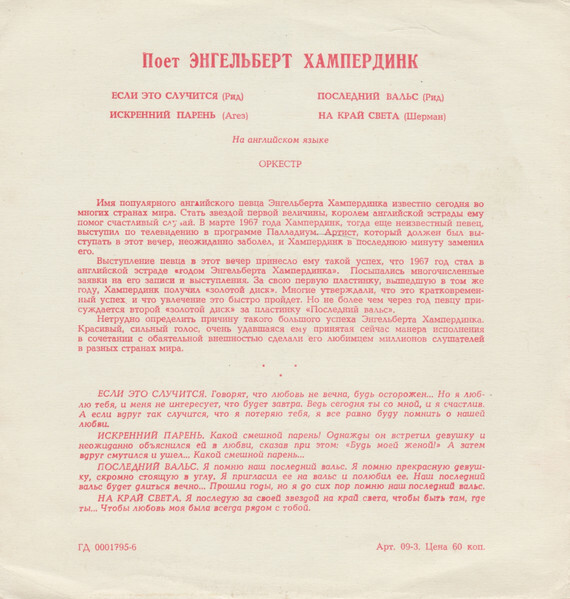 Поет ЭНГЕЛЬБЕРТ ХАМПЕРДИНК
ЕСЛИ ЭТО СЛУЧИТСЯ (Рид)
ИСКРЕННИЙ ПАРЕНЬ (Агез)
ПОСЛЕДНИЙ ВАЛЬС (Рид)
НА КРАЙ СВЕТА (Шерман)
На английском языке
ОРКЕСТР
Имя популярного английского певца Энгельберта Хампердинка известно сегодня во
многих странах мира. Стать звездой первой величины, королем английской эстрады ему
помог счастливый случай. В марте 1967 года Хампердинк, тогда еще неизвестный певец,
выступил по телевидению в программе Палладиум. Артист, который должен был вы-
ступать в этот вечер, неожиданно заболел, и Хампердинк в последнюю минуту заменил
его.
Выступление певца в этот вечер принесло ему такой успех, что 1967 год стал в
английской эстраде «годом Энгельберта Хампердинка». Посыпались многочисленные
заявки на его записи и выступления. За свою первую пластинку, вышедшую в том же
году, Хампердинк получил «золотой диск». Многие утверждали, что это кратковремен-
ный успех и что увлечение это быстро пройдет. Но не более чем через год певцу при-
суждается второй «золотой диск» за пластинку «Последний вальс».
Нетрудно определить причину такого большого успеха Энгельберта Хампердинка.
Красивый, сильный голос, очень удавшаяся ему принятая сейчас манера исполнения
в сочетании с обаятельной внешностью сделали его любимцем миллионов слушателей
в разных странах мира.
* * *
ЕСЛИ ЭТО СЛУЧИТСЯ. Говорят, что любовь не вечна, будь осторожен... Но я люб-
лю тебя, и меня не интересует, что будет завтра. Ведь сегодня ты со мной, и я счастлив.
А если вдруг так случится, что я потеряю тебя, я все равно буду помнить о нашей
любви.
ИСКРЕННИЙ ПАРЕНЬ. Какой смешной парень! Однажды он встретил девушку и
неожиданно объяснился ей в любви, сказав при этом: «Будь моей женой!» А затем
вдруг смутился и ушел... Какой смешной парень...
ПОСЛЕДНИЙ ВАЛЬС. Я помню наш последний вальс. Я помню прекрасную девуш-
ку, скромно стоящую в углу. Я пригласил ее на вальс и полюбил ее. Наш последний
вальс будет длиться вечно... Прошли годы, но я до сих пор помню наш последний вальс.
НА КРАЙ СВЕТА. Я последую за своей звездой на край света, чтобы быть там, где
ты... Чтобы любовь моя была всегда рядом с тобой.
ГД 0001795-6
Арт. 09-3. Цена 60 коп.